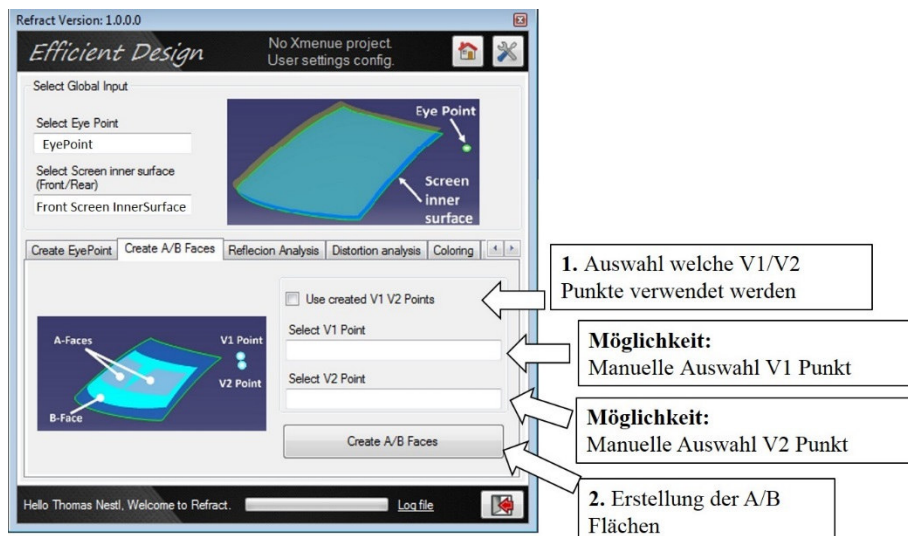 Refract Version: 1.0.0.0
Efficient Design
No Xmenue project.
User settings config.
Select Global Input
Select Eye Point
EyePoint
Select Screen inner surface
(Front/Rear)
Front Screen InnerSurface
Eye Point
Screen
inner
surface
Create EyePoint Create A/B Faces Reflecion Analysis Distortion analysis Coloring
A-Faces
B-Face
V1 Point
V2 Point
Use created V1 V2 Points
Select V1 Point
Select V2 Point
Create A/B Faces
Hello Thomas Nestl, Welcome to Refract.
Log file
1. Auswahl welche V1/V2
Punkte verwendet werden
Möglichkeit:
Manuelle Auswahl V1 Punkt
Möglichkeit:
Manuelle Auswahl V2 Punkt
2. Erstellung der A/B
Flächen